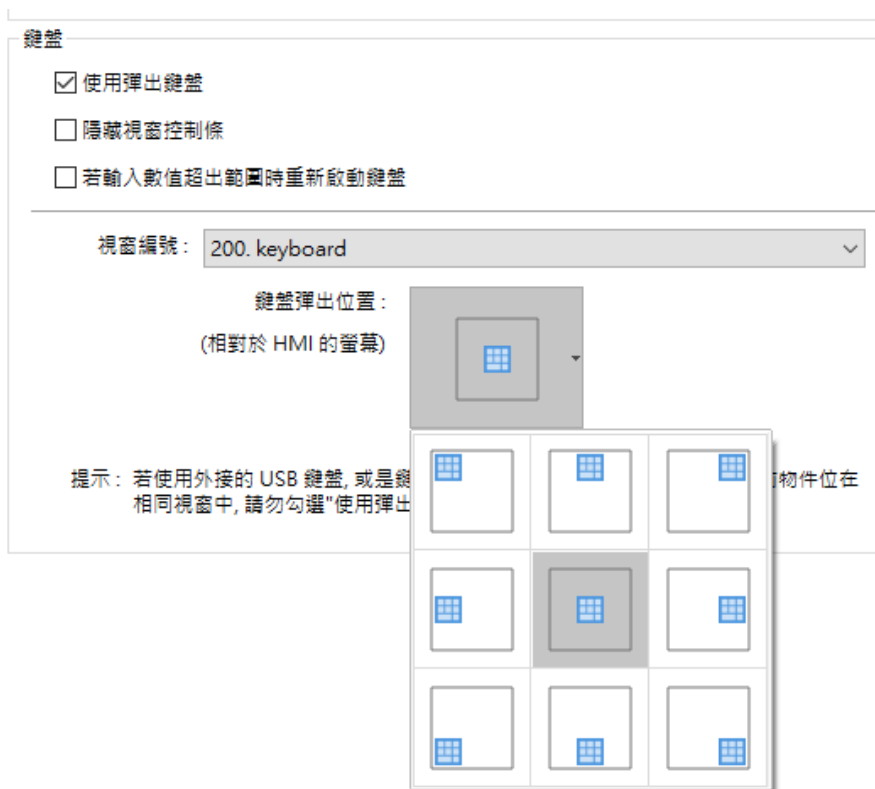 鍵盤
使用彈出鍵盤
隱藏視窗控制條
若輸入數值超出範圍時重新啟動鍵盤
視窗編號 : 200. keyboard
鍵盤彈出位置 :
(相對於 HMI 的螢幕)
提示 : 若使用外接的 USB 鍵盤, 或是鍵 物件位在
相同視窗中, 請勿勾選"使用彈出